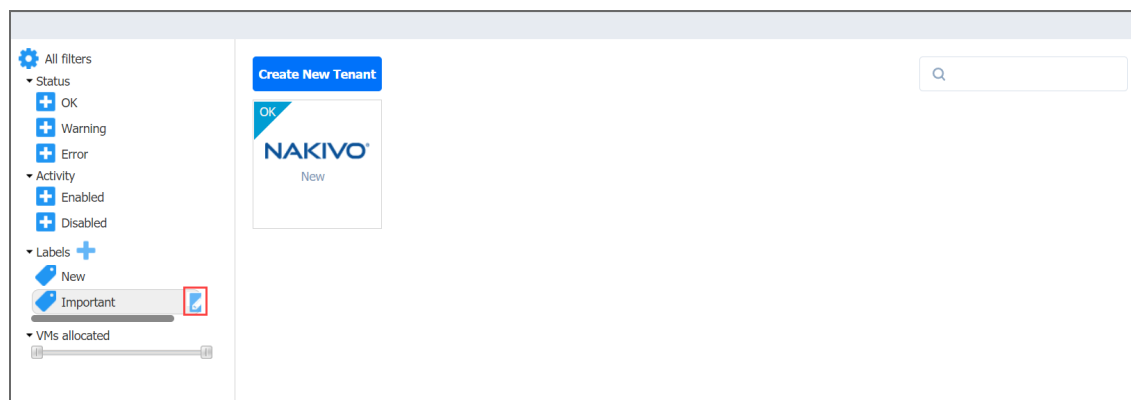 All filters
Status
OK
Warning
Error
Activity
Enabled
Disabled
Labels
New
Important
VMs allocated
Create New Tenant
OK
NAKIVO®
New